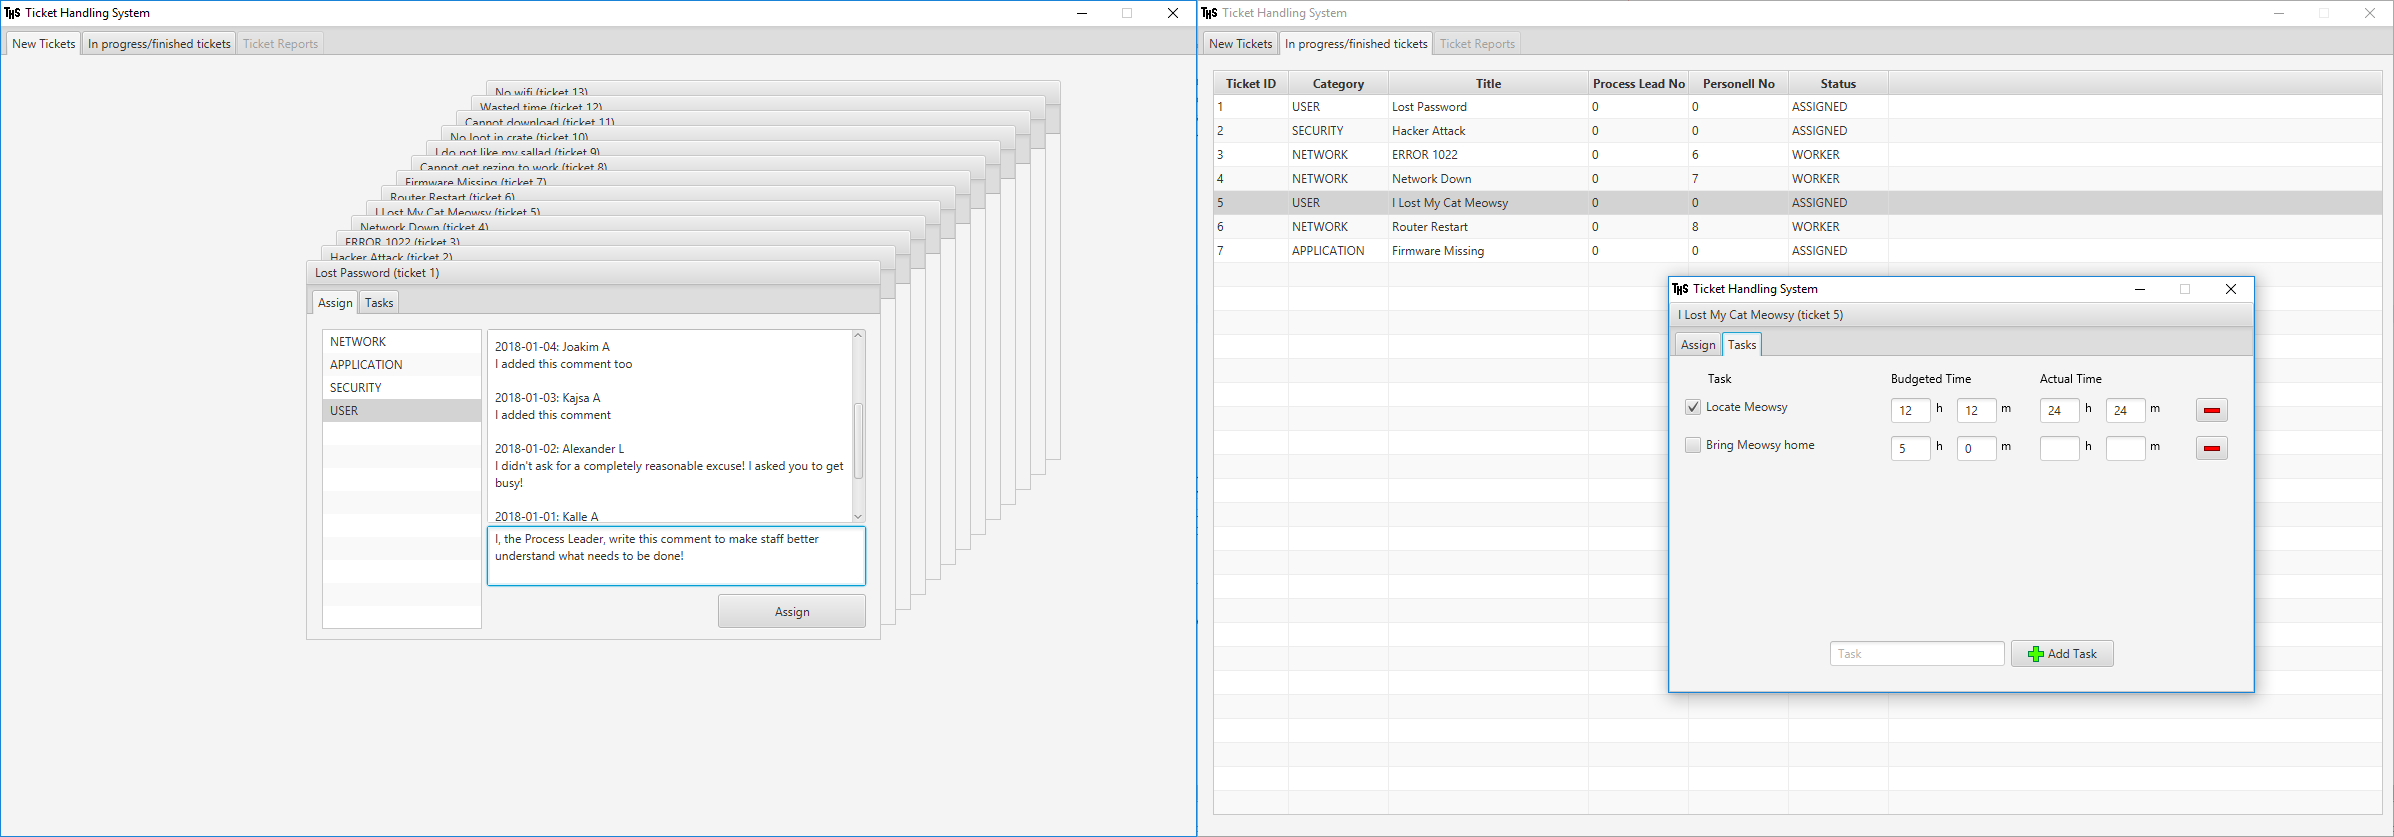 THS Ticket Handling System
New Tickets In progress/finished tickets Ticket Reports
No wifi (ticket 13)
Wasted time (ticket 12)
Cannot download (ticket 11)
No loot in crate (ticket 10)
I do not like my sallad (ticket 9)
Cannot get rezing to work (ticket 8)
Firmware Missing (ticket 7)
Router Restart (ticket 6)
I Lost My Cat Meowsy (ticket 5)
Network Down (ticket 4)
ERROR 1022 (ticket 3)
Hacker Attack (ticket 2)
Lost Password (ticket 1)
Assign Tasks
NETWORK
APPLICATION
SECURITY
USER
2018-01-04: Joakim A
I added this comment too
2018-01-03: Kajsa A
I added this comment
2018-01-02: Alexander L
I didn't ask for a completely reasonable excuse! I asked you to get
busy!
2018-01-01: Kalle A
I, the Process Leader, write this comment to make staff better
understand what needs to be done!
Assign
THS Ticket Handling System
New Tickets In progress/finished tickets Ticket Reports
Ticket ID Category Title Process Lead No Personell No Status
1 USER Lost Password 0 0 ASSIGNED
2 SECURITY Hacker Attack 0 0 ASSIGNED
3 NETWORK ERROR 1022 0 6 WORKER
4 NETWORK Network Down 0 7 WORKER
5 USER I Lost My Cat Meowsy 0 0 ASSIGNED
6 NETWORK Router Restart 0 8 WORKER
7 APPLICATION Firmware Missing 0 0 ASSIGNED
THS Ticket Handling System
I Lost My Cat Meowsy (ticket 5)
Assign Tasks
Task Budgeted Time Actual Time
Locate Meowsy 12 h 12 m 24 h 24 m
Bring Meowsy home 5 h 0 m h m
Task Add Task